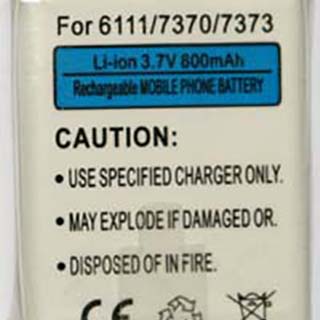 For 6111/7370/7373
Li-ion 3.7V 800mAh
Rechargeable MOBILE PHONE BATTERY
CAUTION:
• USE SPECIFIED CHARGER ONLY.
• MAY EXPLODE IF DAMAGED OR.
• DISPOSED OF IN FIRE.
CE